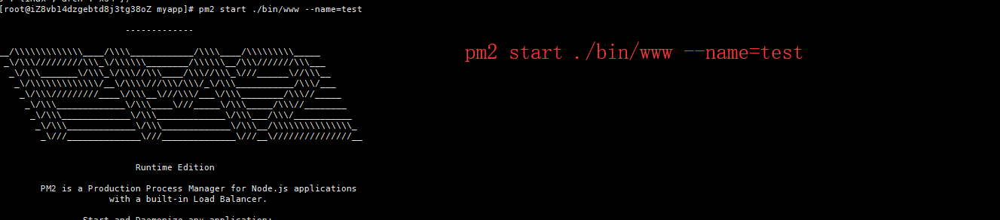 [root@iZ8vb14dzgebtd8j3tg38oZ myapp]# pm2 start ./bin/www --name=test
-------------
__/\\\\\\\\\\\\\____/\\\\____________/\\\\____/\\\\\\\\\_____
_\/\\\/////////\\\_\/\\\\\\________/\\\\\\__/\\\///////\\\___
_\/\\\_______\/\\\_\/\\\//\\\____/\\\//\\\_\///______\//\\\__
_\/\\\\\\\\\\\\\/__\/\\\\///\\\/\\\/_\/\\\___________/\\\/___
_\/\\\/////////____\/\\\__\///\\\/___\/\\\________/\\\//_____
_\/\\\_____________\/\\\____\///_____\/\\\_____/\\\//________
_\/\\\_____________\/\\\_____________\/\\\___/\\\/___________
_\/\\\_____________\/\\\_____________\/\\\__/\\\\\\\\\\\\\\\_
_\///______________\///______________\///__\///////////////__
Runtime Edition
PM2 is a Production Process Manager for Node.js applications
with a built-in Load Balancer.
Start and Daemonize any application:
pm2 start ./bin/www --name=test